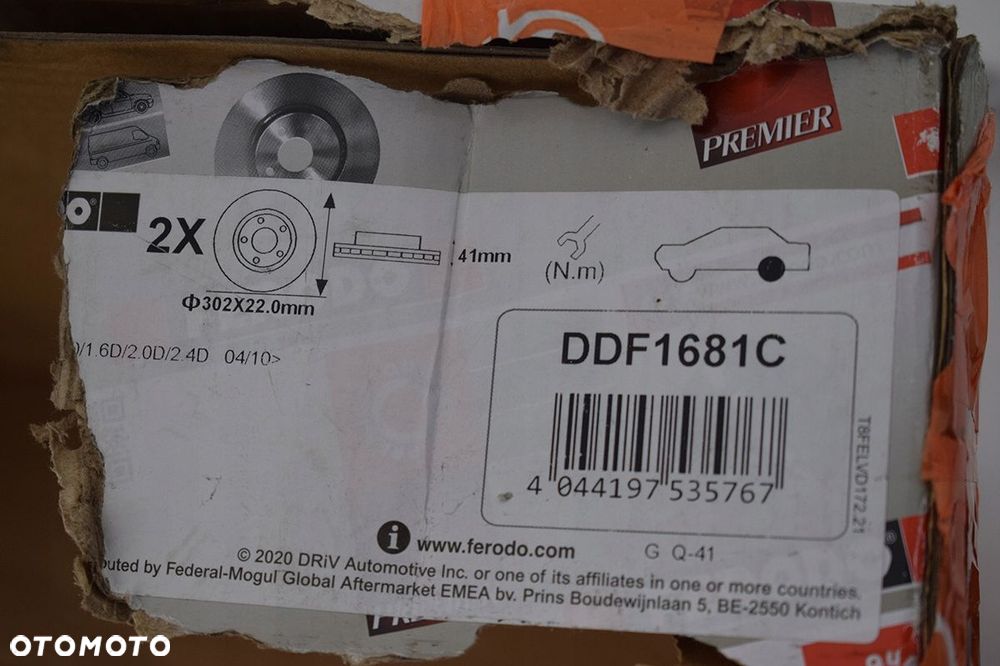 PREMIER
2X
41mm
(N.m)
Φ302X22.0mm
DDF1681C
/1.6D/2.0D/2.4D 04/10>
4 044197 535767
T8FELVD172.21
i www.ferodo.com
G Q-41
© 2020 DRiV Automotive Inc. or one of its affiliates in one or more countries.
buted by Federal-Mogul Global Aftermarket EMEA bv. Prins Boudewijnlaan 5, BE-2550 Kontich
OTOMOTO